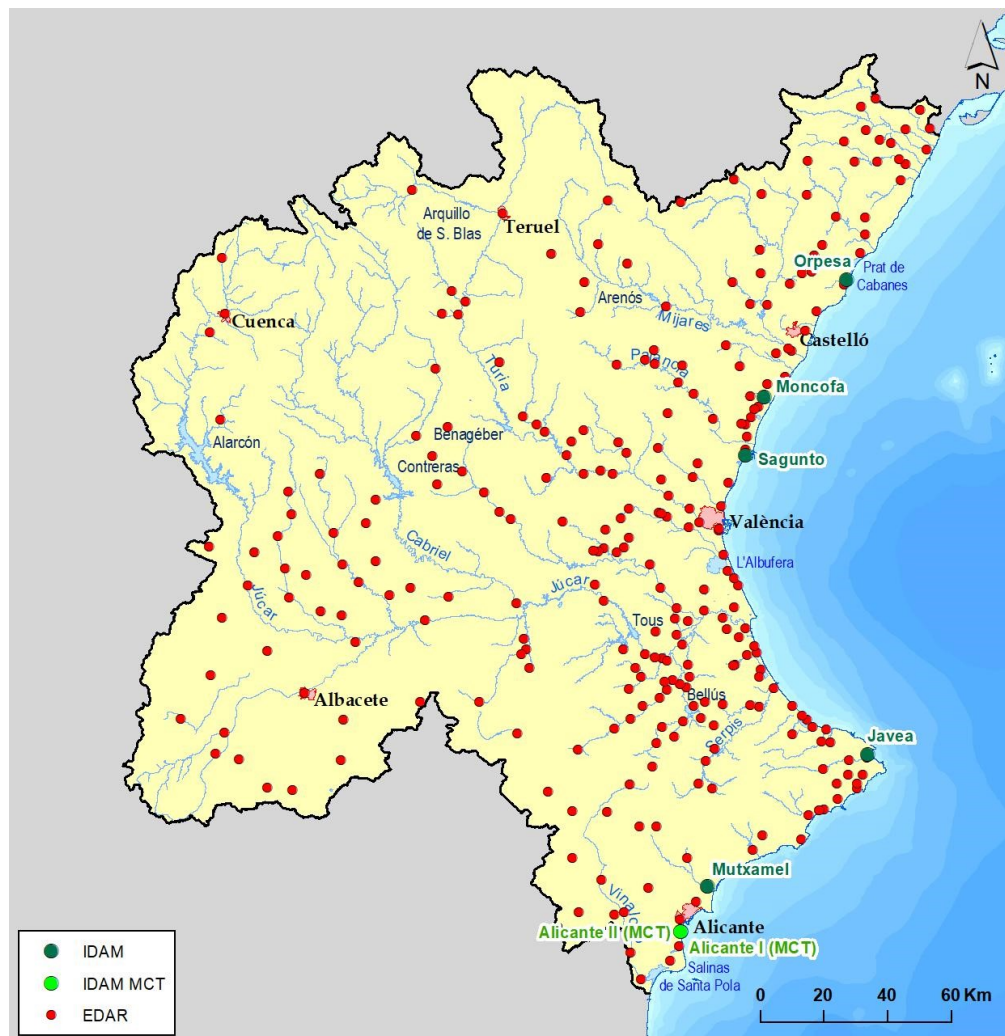 N
Arquillo
de S. Blas
Teruel
Orpesa
Prat de
Cabanes
Arenós
Cuenca
Mijares
Castelló
Palancia
Turia
Moncofa
Alarcón
Benagéber
Contreras
Sagunto
València
Cabriel
L'Albufera
Júcar
Júcar
Tous
Albacete
Bellús
Serpis
Javea
Mutxamel
Alicante II (MCT)
Alicante
Alicante I (MCT)
Salinas
de Santa Pola
IDAM
IDAM MCT
EDAR
0 20 40 60 Km